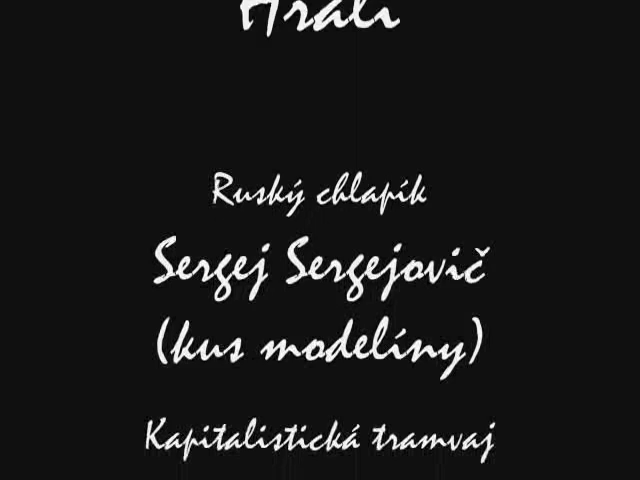 Hráli
Ruský chlapík
Sergej Sergejovič
(kus modelíny)
Kapitalistická tramvaj